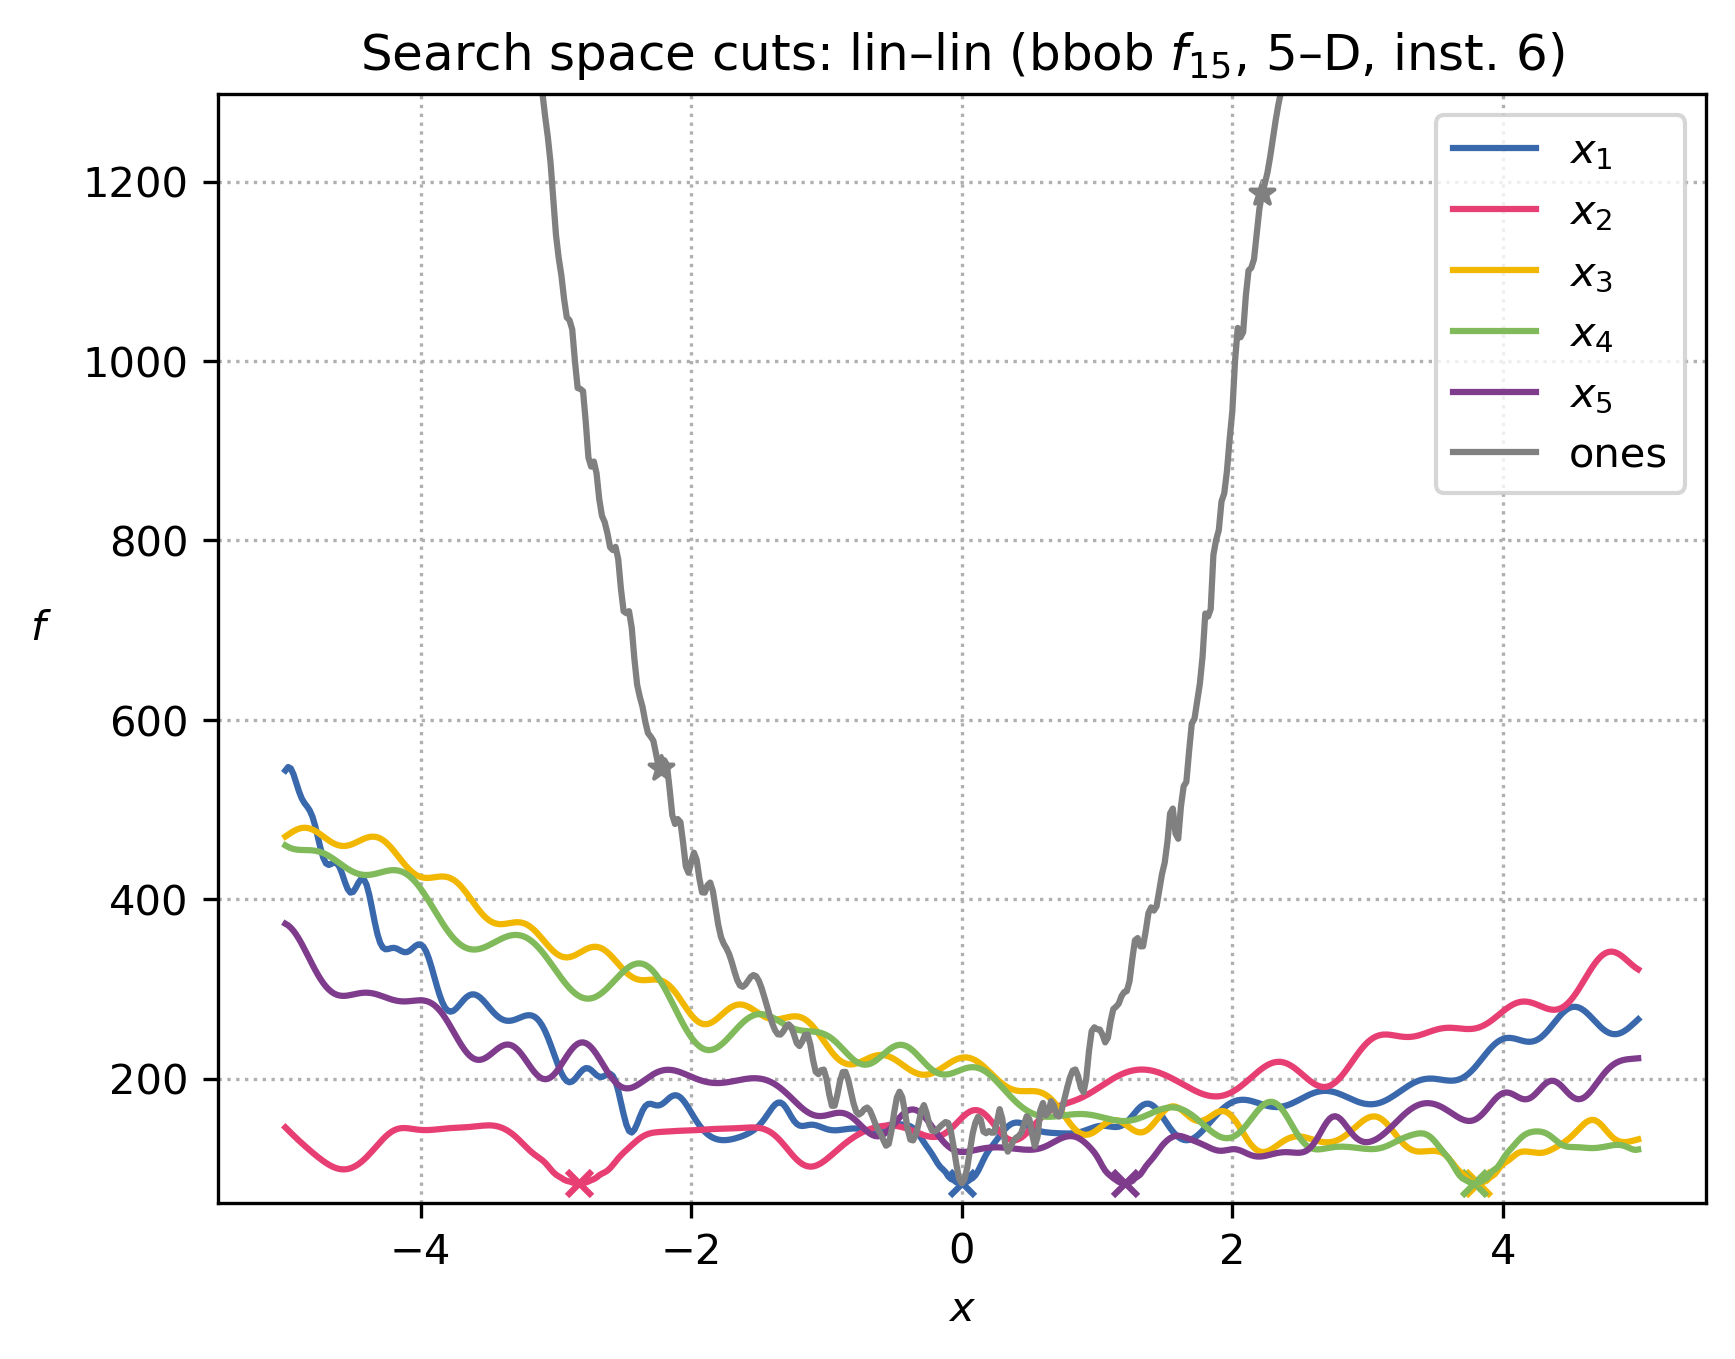 Search space cuts: lin–lin (bbob f15, 5–D, inst. 6)
x1
x2
x3
x4
x5
ones
1200
1000
800
600
400
200
f
−4 −2 0 2 4
x